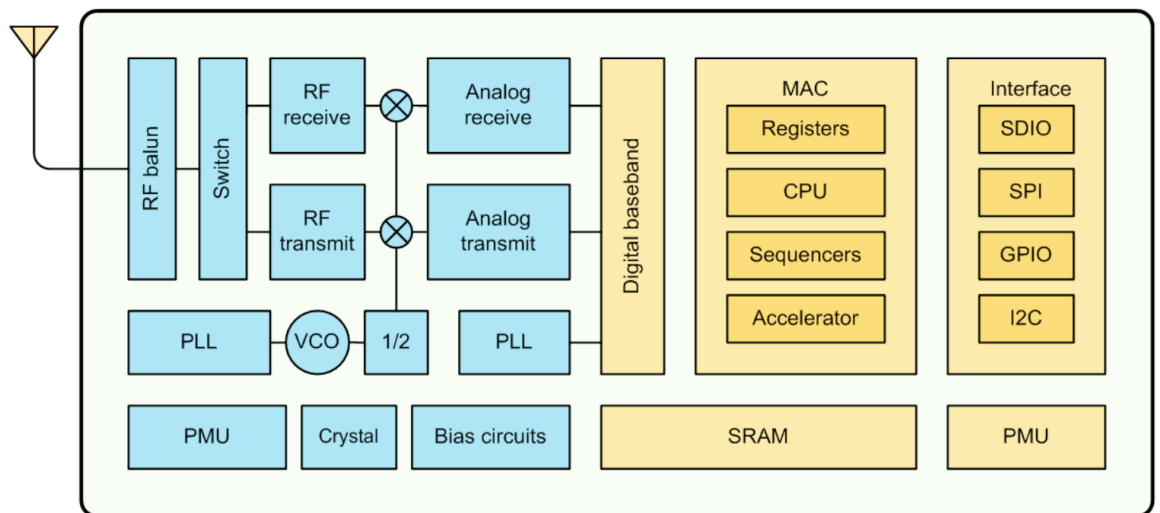 RF balun
Switch
RF
receive
Analog
receive
RF
transmit
Analog
transmit
PLL
VCO
1/2
PLL
Digital baseband
MAC
Registers
CPU
Sequencers
Accelerator
Interface
SDIO
SPI
GPIO
I2C
PMU
Crystal
Bias circuits
SRAM
PMU